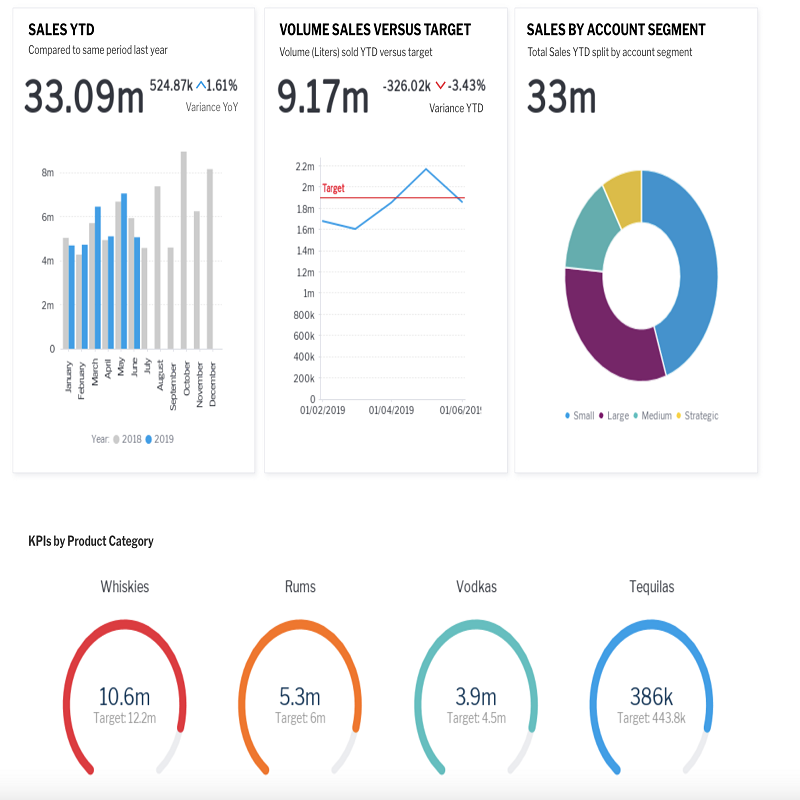 SALES YTD
Compared to same period last year
33.09m
524.87k 1.61%
Variance YoY
8m
6m
4m
2m
0
January
February
March
April
May
June
July
August
September
October
November
December
Year: 2018 2019
VOLUME SALES VERSUS TARGET
Volume (Liters) sold YTD versus target
9.17m
-326.02k -3.43%
Variance YTD
2.2m
2m
Target
1.8m
1.6m
1.4m
1.2m
1m
800k
600k
400k
200k
0
01/02/2019 01/04/2019 01/06/201
SALES BY ACCOUNT SEGMENT
Total Sales YTD split by account segment
33m
Small Large Medium Strategic
KPIs by Product Category
Whiskies
10.6m
Target: 12.2m
Rums
5.3m
Target: 6m
Vodkas
3.9m
Target: 4.5m
Tequilas
386k
Target: 443.8k